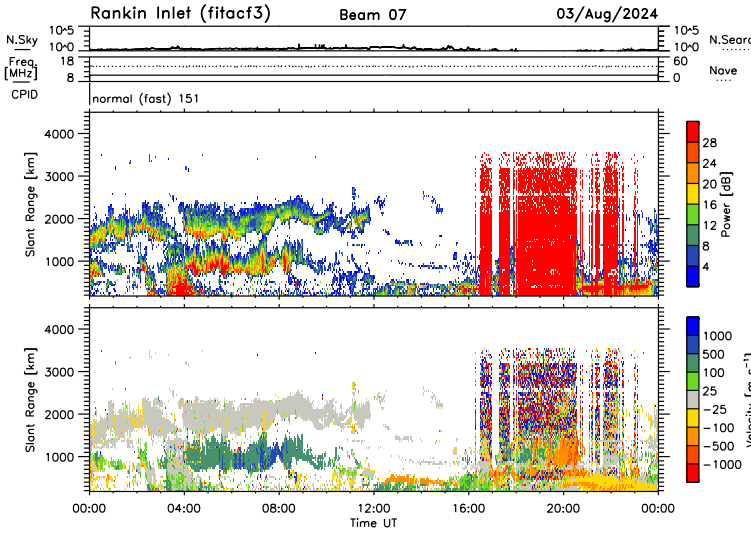 Rankin Inlet (fitacf3) Beam 07 03/Aug/2024
N.Sky 10^5 10^0 10^5 10^0 N.Sear
Freq. [MHz] 18 8 60 0 Nave
CPID normal (fast) 151
Slant Range [km] 4000 3000 2000 1000
Power [dB] 28 24 20 16 12 8 4
Slant Range [km] 4000 3000 2000 1000
Velocity [m s^-1] 1000 500 100 25 -25 -100 -500 -1000
00:00 04:00 08:00 12:00 16:00 20:00 00:00
Time UT